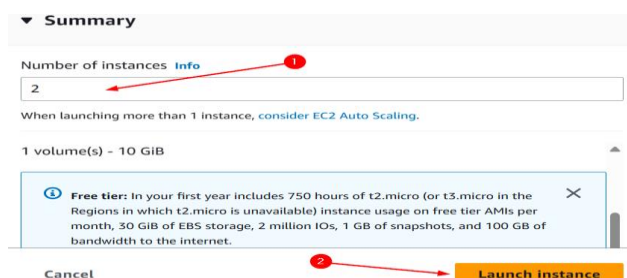 Summary
Number of instances Info
1
2
When launching more than 1 instance, consider EC2 Auto Scaling.
1 volume(s) - 10 GiB
Free tier: In your first year includes 750 hours of t2.micro (or t3.micro in the
Regions in which t2.micro is unavailable) instance usage on free tier AMIs per
month, 30 GiB of EBS storage, 2 million IOs, 1 GB of snapshots, and 100 GB of
bandwidth to the internet.
2
Cancel Launch instance